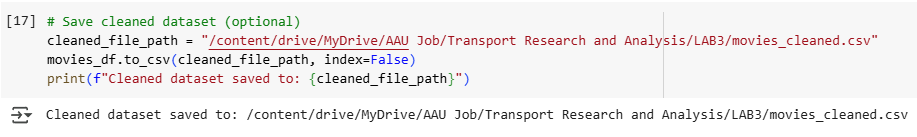 [17] # Save cleaned dataset (optional)
cleaned_file_path = "/content/drive/MyDrive/AAU Job/Transport Research and Analysis/LAB3/movies_cleaned.csv"
movies_df.to_csv(cleaned_file_path, index=False)
print(f"Cleaned dataset saved to: {cleaned_file_path}")
Cleaned dataset saved to: /content/drive/MyDrive/AAU Job/Transport Research and Analysis/LAB3/movies_cleaned.csv